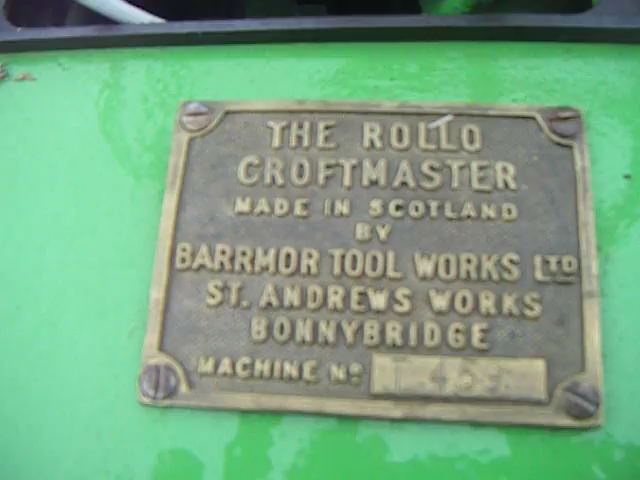 THE ROLLO
CROFTMASTER
MADE IN SCOTLAND
BY
BARRMOR TOOL WORKS LTD
ST. ANDREWS WORKS
BONNYBRIDGE
MACHINE No